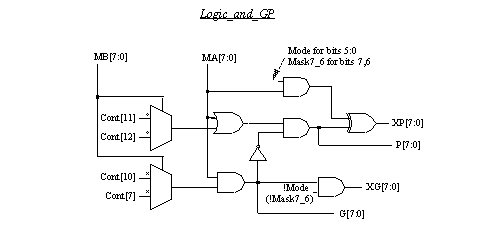 Logic_and_GP
MB[7:0]
MA[7:0]
Mode for bits 5:0
Mask7_6 for bits 7,6
Cont[11]
Cont[12]
XP[7:0]
P[7:0]
Cont[10]
Cont[7]
!Mode
(!Mask7_6)
XG[7:0]
G[7:0]